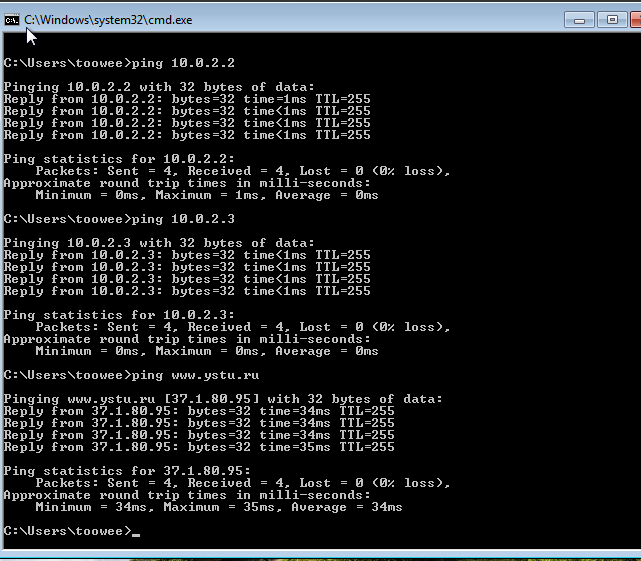 C:\Windows\system32\cmd.exe
C:\Users\toowee>ping 10.0.2.2
Pinging 10.0.2.2 with 32 bytes of data:
Reply from 10.0.2.2: bytes=32 time=1ms TTL=255
Reply from 10.0.2.2: bytes=32 time<1ms TTL=255
Reply from 10.0.2.2: bytes=32 time<1ms TTL=255
Reply from 10.0.2.2: bytes=32 time<1ms TTL=255
Ping statistics for 10.0.2.2:
    Packets: Sent = 4, Received = 4, Lost = 0 (0% loss),
Approximate round trip times in milli-seconds:
    Minimum = 0ms, Maximum = 1ms, Average = 0ms
C:\Users\toowee>ping 10.0.2.3
Pinging 10.0.2.3 with 32 bytes of data:
Reply from 10.0.2.3: bytes=32 time<1ms TTL=255
Reply from 10.0.2.3: bytes=32 time<1ms TTL=255
Reply from 10.0.2.3: bytes=32 time<1ms TTL=255
Reply from 10.0.2.3: bytes=32 time<1ms TTL=255
Ping statistics for 10.0.2.3:
    Packets: Sent = 4, Received = 4, Lost = 0 (0% loss),
Approximate round trip times in milli-seconds:
    Minimum = 0ms, Maximum = 0ms, Average = 0ms
C:\Users\toowee>ping www.ystu.ru
Pinging www.ystu.ru [37.1.80.95] with 32 bytes of data:
Reply from 37.1.80.95: bytes=32 time=34ms TTL=255
Reply from 37.1.80.95: bytes=32 time=34ms TTL=255
Reply from 37.1.80.95: bytes=32 time=34ms TTL=255
Reply from 37.1.80.95: bytes=32 time=35ms TTL=255
Ping statistics for 37.1.80.95:
    Packets: Sent = 4, Received = 4, Lost = 0 (0% loss),
Approximate round trip times in milli-seconds:
    Minimum = 34ms, Maximum = 35ms, Average = 34ms
C:\Users\toowee>_